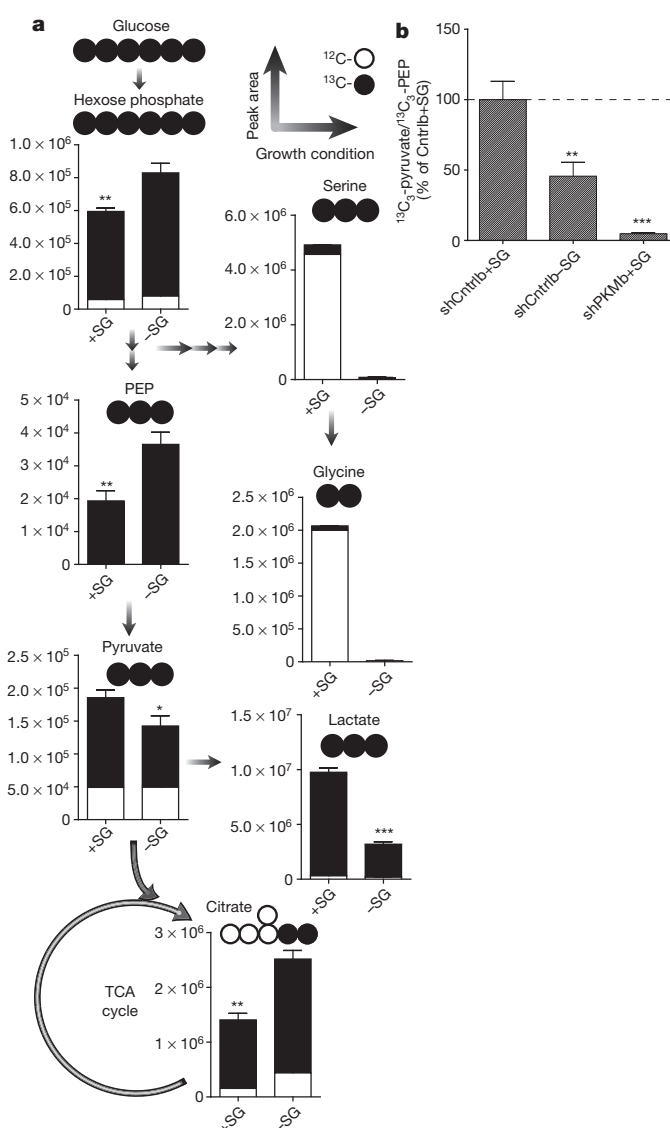 a
Glucose
Hexose phosphate
1.0 × 10⁶
8.0 × 10⁵
6.0 × 10⁵
4.0 × 10⁵
2.0 × 10⁵
0
**
+SG
–SG
Peak area
Growth condition
¹²C-
¹³C-
Serine
6.0 × 10⁶
4.0 × 10⁶
2.0 × 10⁶
0
+SG
–SG
PEP
5 × 10⁴
4 × 10⁴
3 × 10⁴
2 × 10⁴
1 × 10⁴
0
**
+SG
–SG
Glycine
2.5 × 10⁶
2.0 × 10⁶
1.5 × 10⁶
1.0 × 10⁶
5.0 × 10⁵
0
+SG
–SG
Pyruvate
2.5 × 10⁵
2.0 × 10⁵
1.5 × 10⁵
1.0 × 10⁵
5.0 × 10⁴
0
*
+SG
–SG
Lactate
1.5 × 10⁷
1.0 × 10⁷
5.0 × 10⁶
0
***
+SG
–SG
TCA
cycle
Citrate
3 × 10⁶
2 × 10⁶
1 × 10⁶
0
**
+SG
–SG
b
¹³C₃-pyruvate/¹³C₃-PEP
(% of Cntrlb+SG)
150
100
50
0
**
***
shCntrlb+SG
shCntrlb–SG
shPKMb+SG